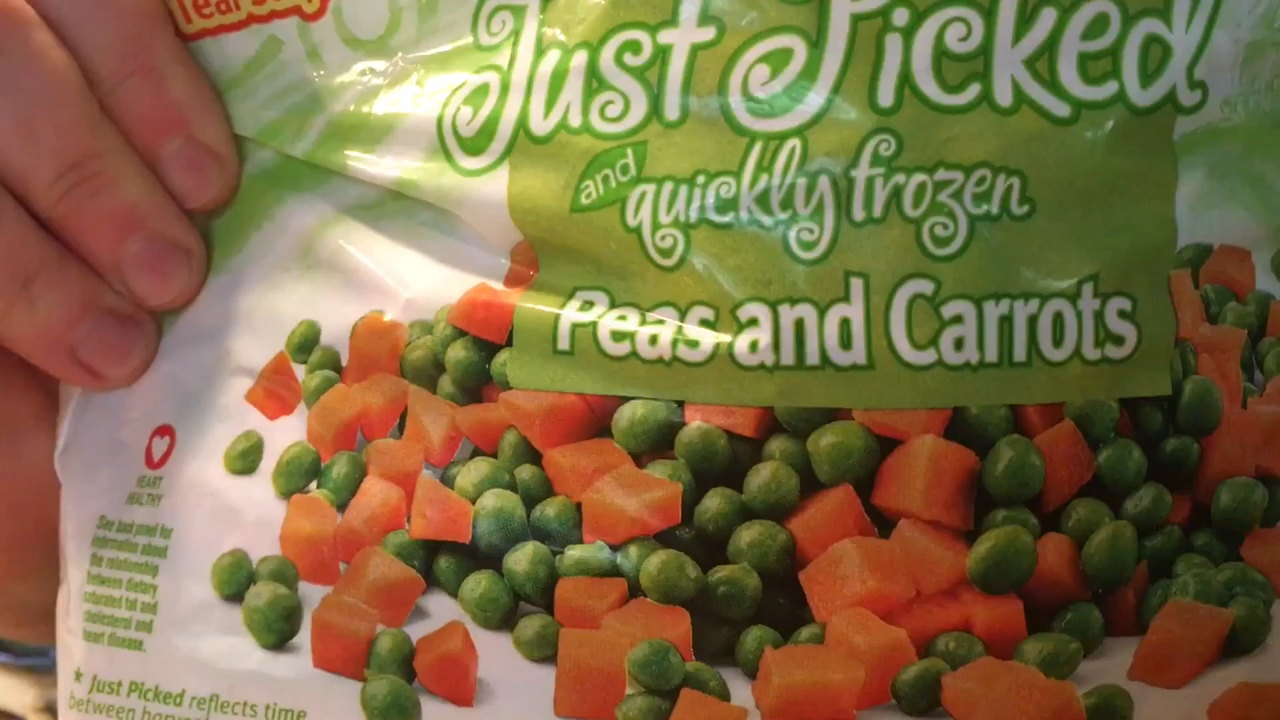 Just Picked
and quickly frozen
Peas and Carrots
HEART
HEALTHY
See back panel for
information about
the relationship
between dietary
saturated fat and
cholesterol and
heart disease.
* Just Picked reflects time
between